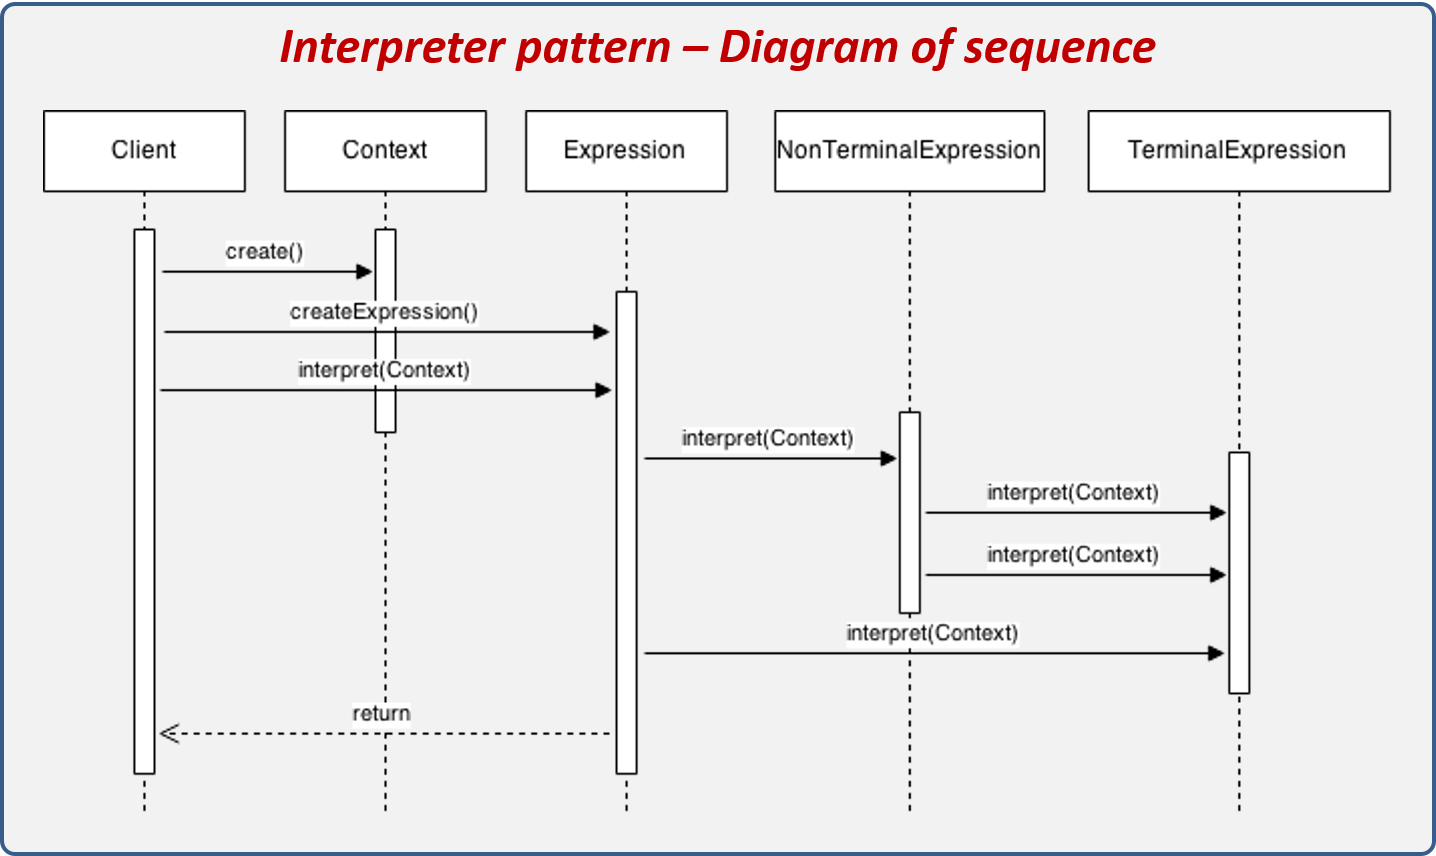 Interpreter pattern – Diagram of sequence
Client
Context
Expression
NonTerminalExpression
TerminalExpression
create()
createExpression()
interpret(Context)
interpret(Context)
interpret(Context)
interpret(Context)
interpret(Context)
return